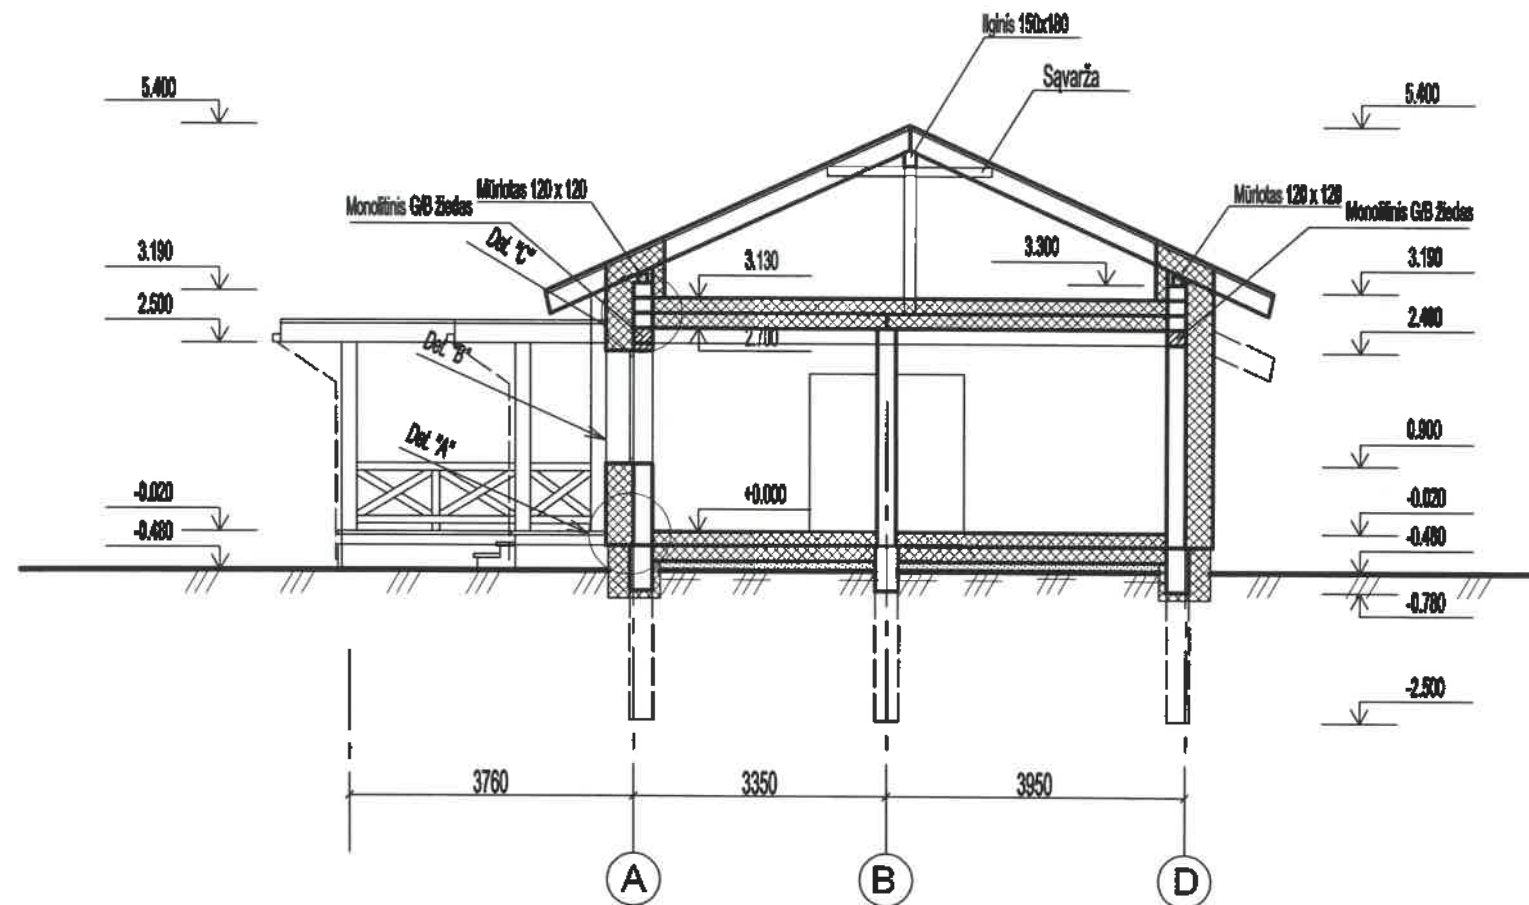 Ilginis 150x180
Sąvarža
5.400
5.400
Mūrlotas 120 x 120
Monolitinis G/B žiedas
Mūrlotas 120 x 120
Monolitinis G/B žiedas
Det. "C"
3.190
3.130
3.300
3.190
2.500
2.480
Det. "B"
2.700
Det. "A"
0.900
-0.020
+0.000
-0.020
-0.480
-0.480
-0.780
-2.500
3760
3350
3950
A
B
D